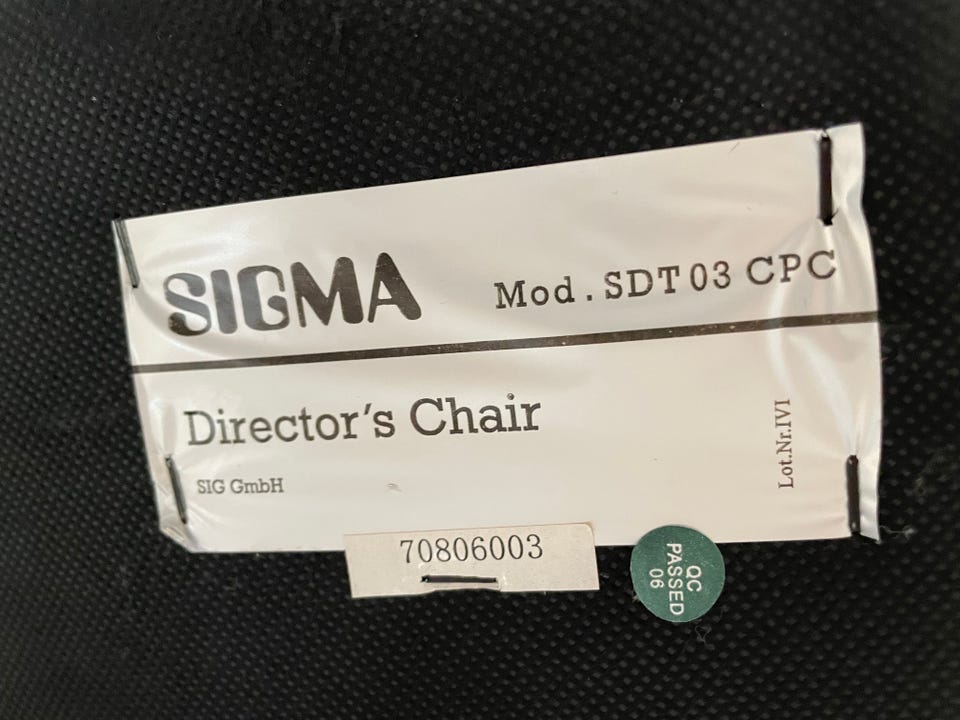 SIGMA
Mod. SDT 03 CPC
Director's Chair
SIG GmbH
Lot.Nr.IVI
70806003
QC
PASSED
06